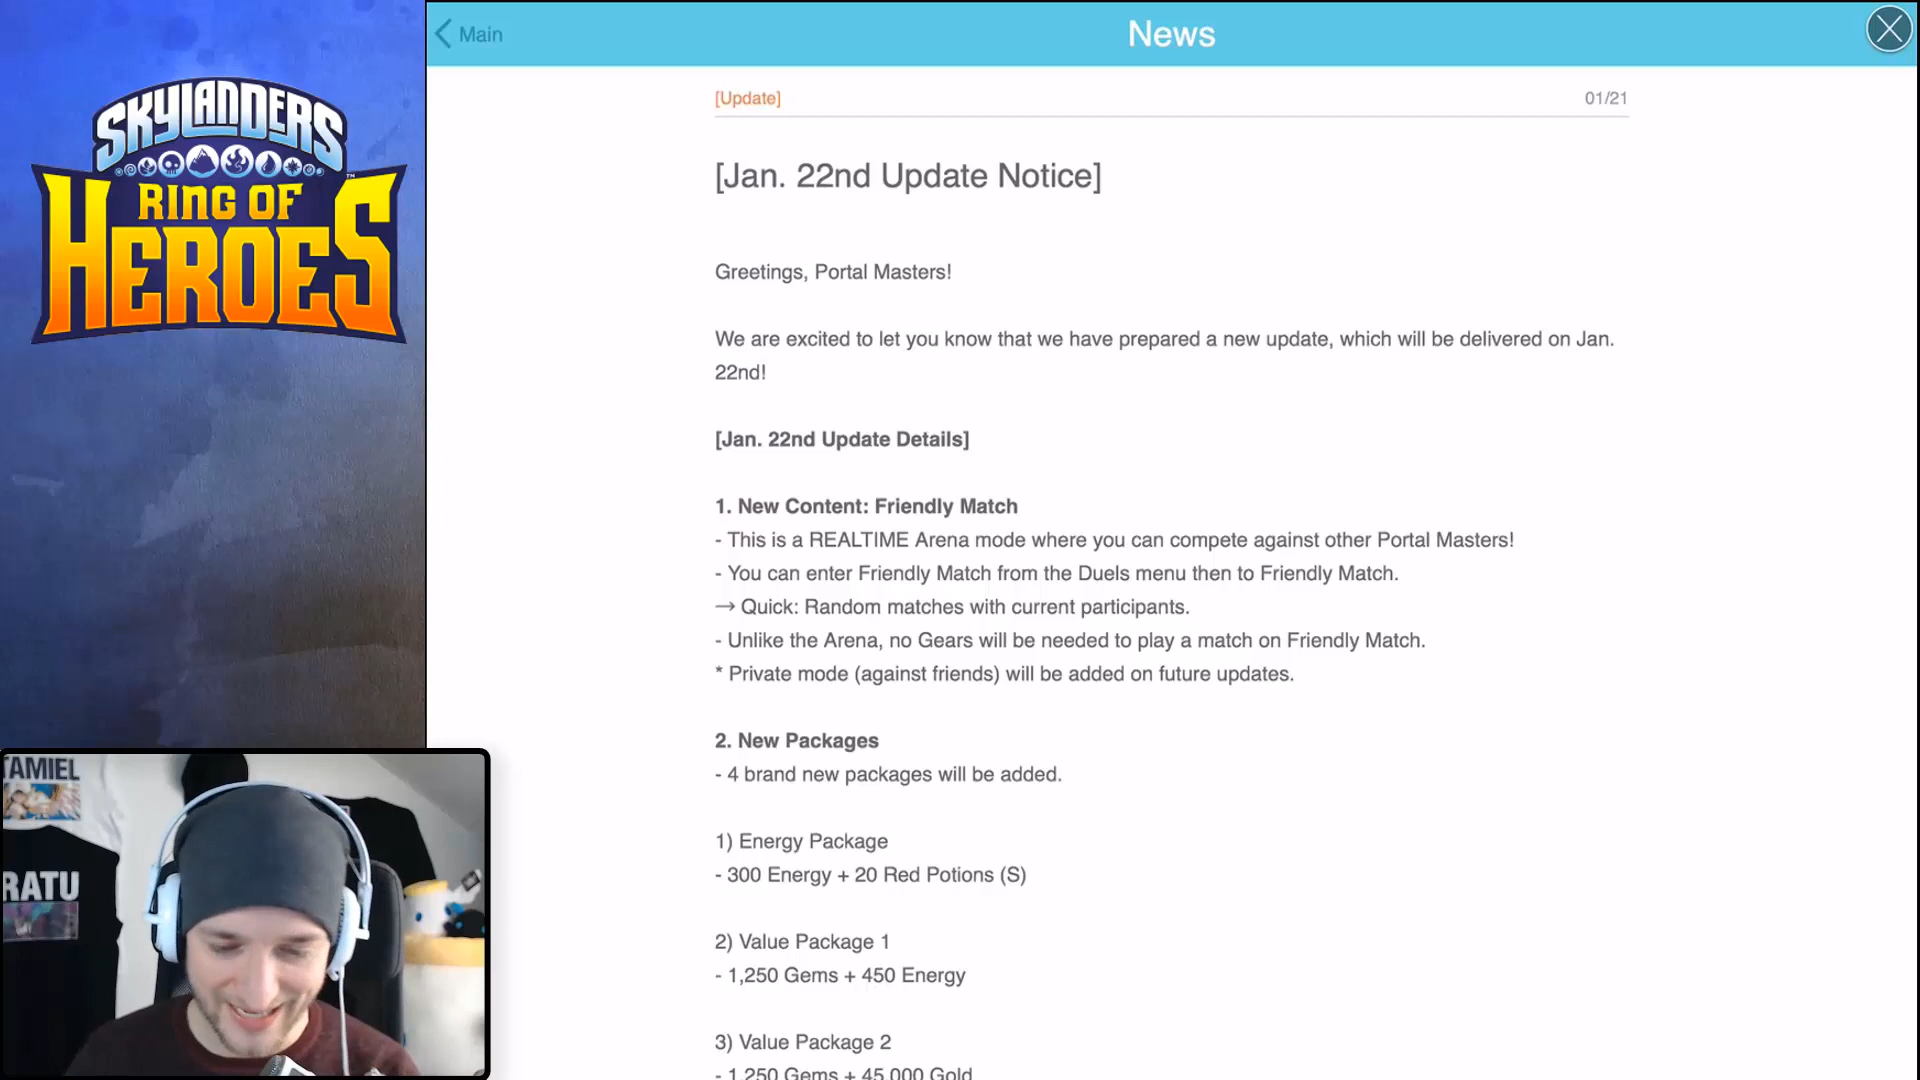 SKYLANDERS
RING OF
HEROES
™
Main
News
[Update]
01/21
[Jan. 22nd Update Notice]
Greetings, Portal Masters!
We are excited to let you know that we have prepared a new update, which will be delivered on Jan.
22nd!
[Jan. 22nd Update Details]
1. New Content: Friendly Match
- This is a REALTIME Arena mode where you can compete against other Portal Masters!
- You can enter Friendly Match from the Duels menu then to Friendly Match.
→ Quick: Random matches with current participants.
- Unlike the Arena, no Gears will be needed to play a match on Friendly Match.
* Private mode (against friends) will be added on future updates.
2. New Packages
- 4 brand new packages will be added.
1) Energy Package
- 300 Energy + 20 Red Potions (S)
2) Value Package 1
- 1,250 Gems + 450 Energy
3) Value Package 2
- 1,250 Gems + 45,000 Gold
TAMIEL
RATU